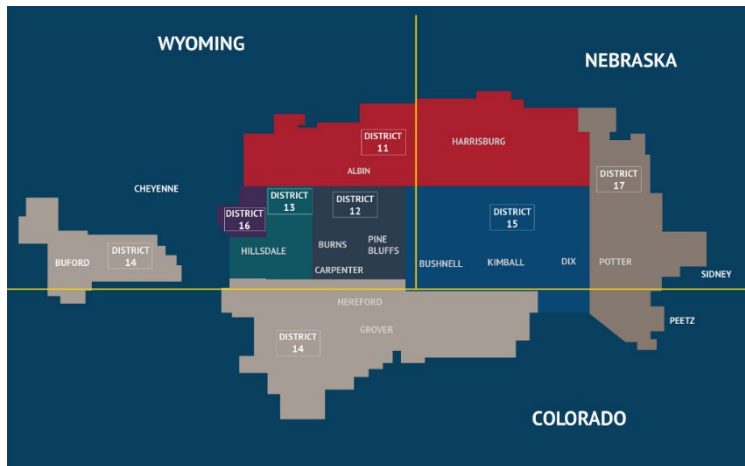 WYOMING
NEBRASKA
DISTRICT
11
HARRISBURG
ALBIN
DISTRICT
17
CHEYENNE
DISTRICT
13
DISTRICT
12
DISTRICT
16
DISTRICT
15
BURNS
PINE
BLUFFS
HILLSDALE
BUFORD
DISTRICT
14
CARPENTER
BUSHNELL
KIMBALL
DIX
POTTER
SIDNEY
HEREFORD
GROVER
PEETZ
DISTRICT
14
COLORADO